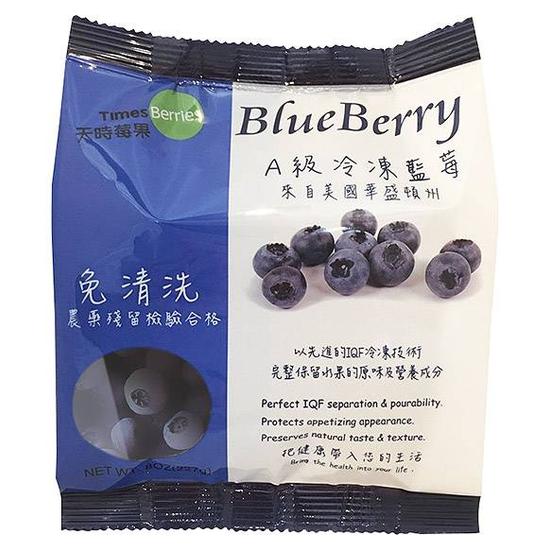 Times Berries
天時莓果
BlueBerry
A級冷凍藍莓
來自美國華盛頓州
免清洗
農藥殘留檢驗合格
以先進的IQF冷凍技術
完整保留水果的原味及營養成分
Perfect IQF separation & pourability.
Protects appetizing appearance.
Preserves natural taste & texture.
把健康帶入您的生活
Bring the health into your life.
NET WT. 8OZ(227g)